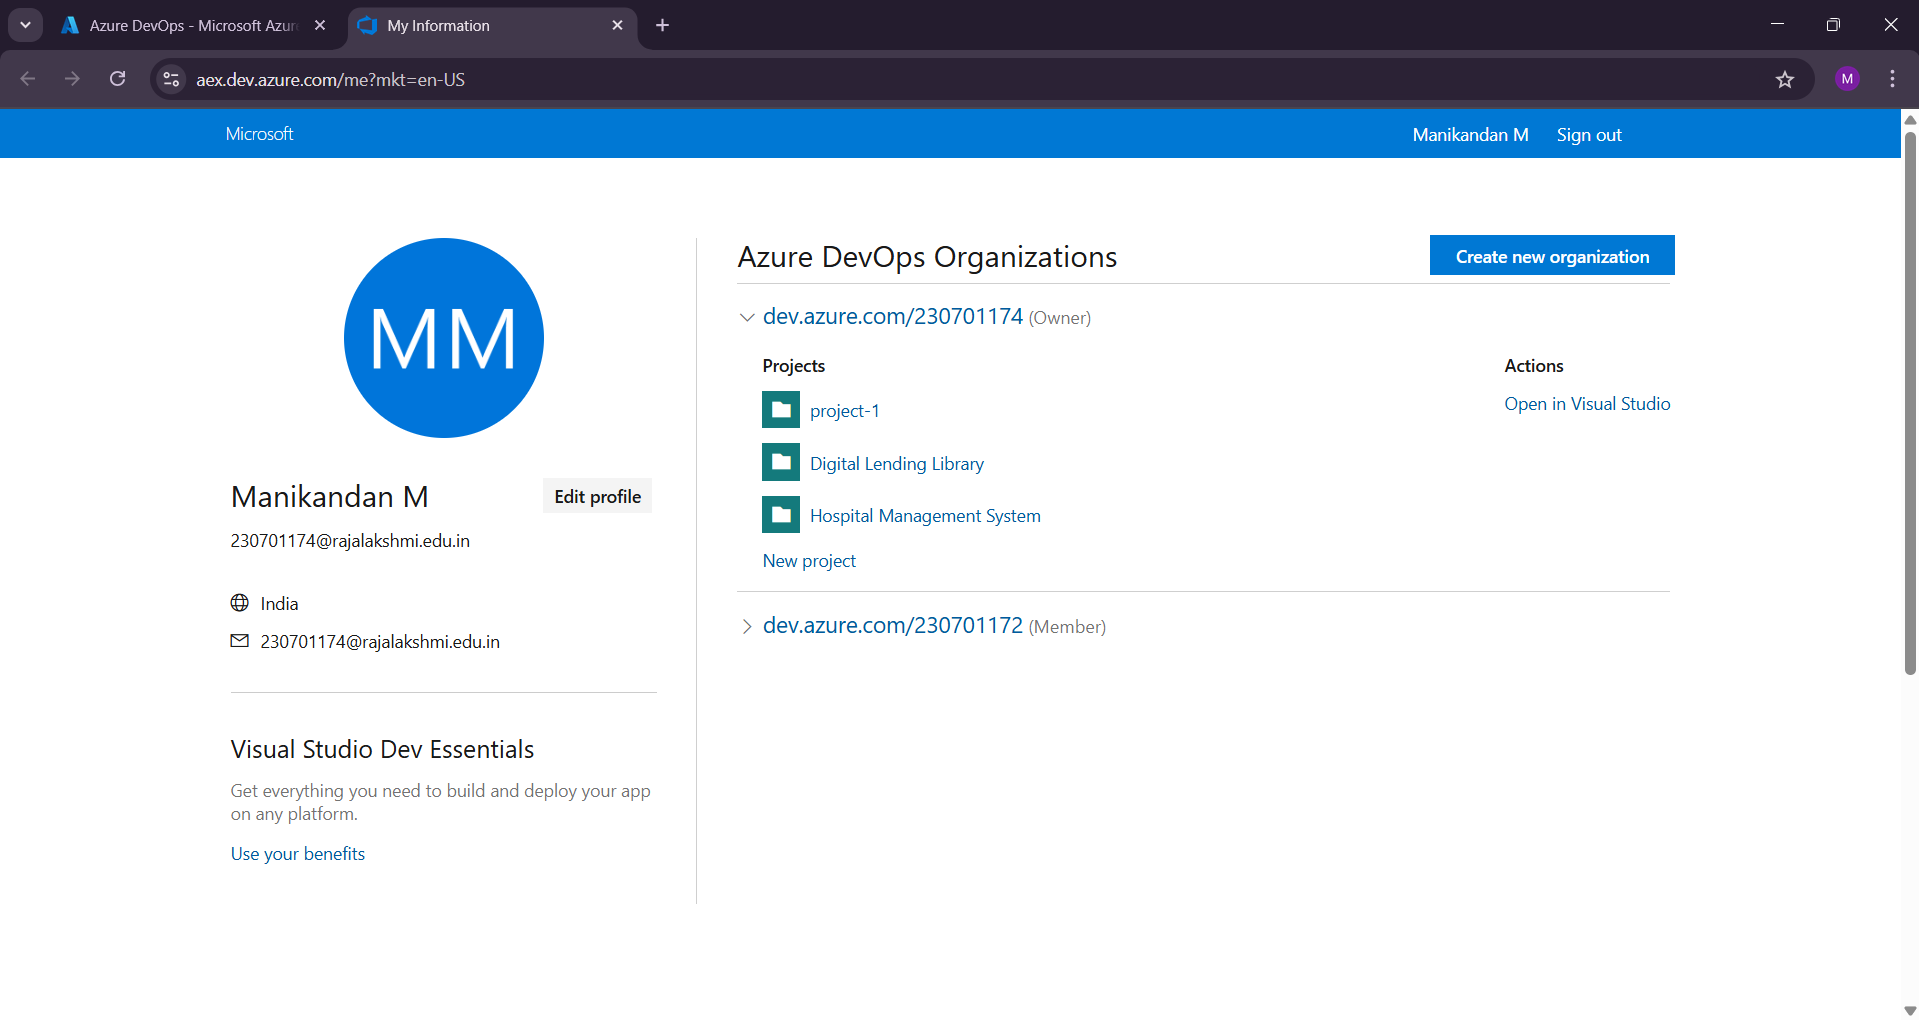 Azure DevOps - Microsoft Azur
My Information
aex.dev.azure.com/me?mkt=en-US
M
Microsoft
Manikandan M
Sign out
MM
Manikandan M
Edit profile
230701174@rajalakshmi.edu.in
India
230701174@rajalakshmi.edu.in
Visual Studio Dev Essentials
Get everything you need to build and deploy your app
on any platform.
Use your benefits
Azure DevOps Organizations
Create new organization
dev.azure.com/230701174 (Owner)
Projects
Actions
project-1
Open in Visual Studio
Digital Lending Library
Hospital Management System
New project
dev.azure.com/230701172 (Member)